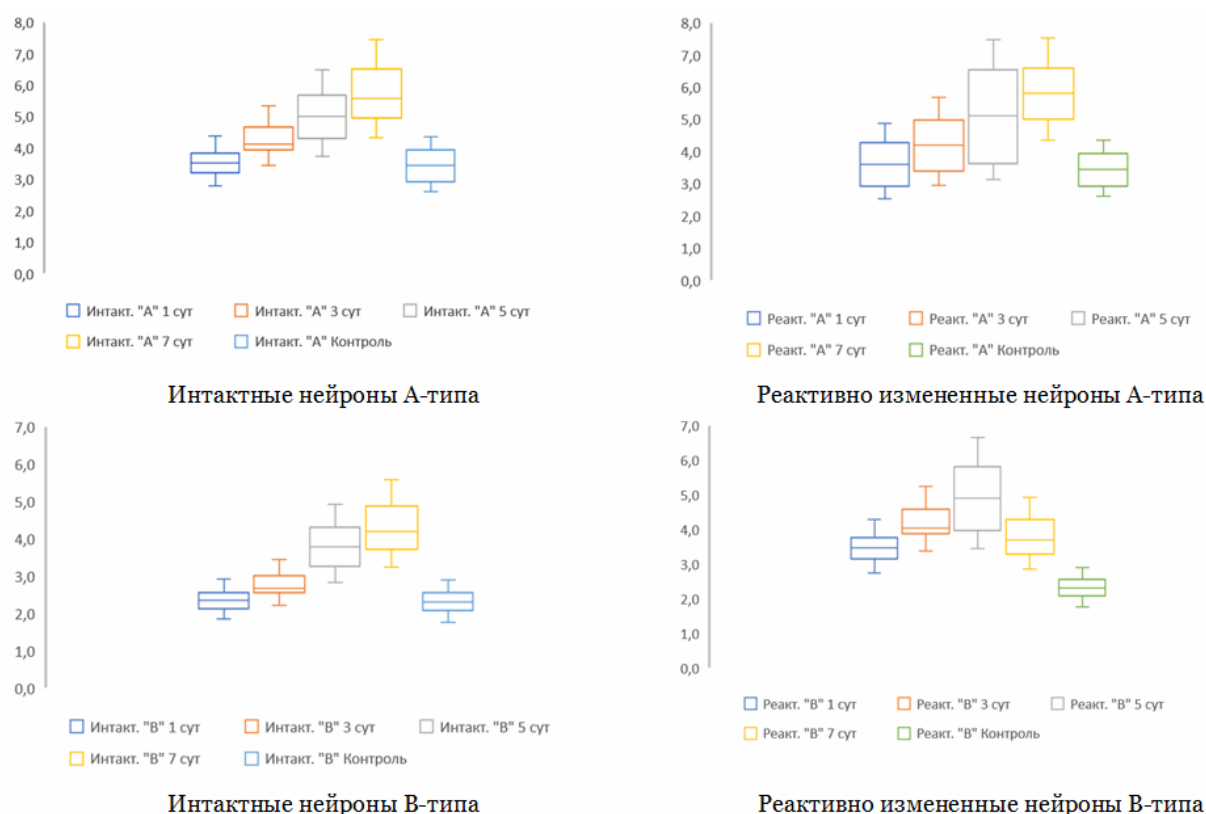 8,0
7,0
6,0
5,0
4,0
3,0
2,0
1,0
0,0
Интакт. "А" 1 сут Интакт. "А" 3 сут Интакт. "А" 5 сут
Интакт. "А" 7 сут Интакт. "А" Контроль
Интактные нейроны А-типа
8,0
7,0
6,0
5,0
4,0
3,0
2,0
1,0
0,0
Реакт. "А" 1 сут Реакт. "А" 3 сут Реакт. "А" 5 сут
Реакт. "А" 7 сут Реакт. "А" Контроль
Реактивно измененные нейроны А-типа
7,0
6,0
5,0
4,0
3,0
2,0
1,0
0,0
Интакт. "В" 1 сут Интакт. "В" 3 сут Интакт. "В" 5 сут
Интакт. "В" 7 сут Интакт. "В" Контроль
Интактные нейроны В-типа
7,0
6,0
5,0
4,0
3,0
2,0
1,0
0,0
Реакт. "В" 1 сут Реакт. "В" 3 сут Реакт. "В" 5 сут
Реакт. "В" 7 сут Реакт. "В" Контроль
Реактивно измененные нейроны В-типа